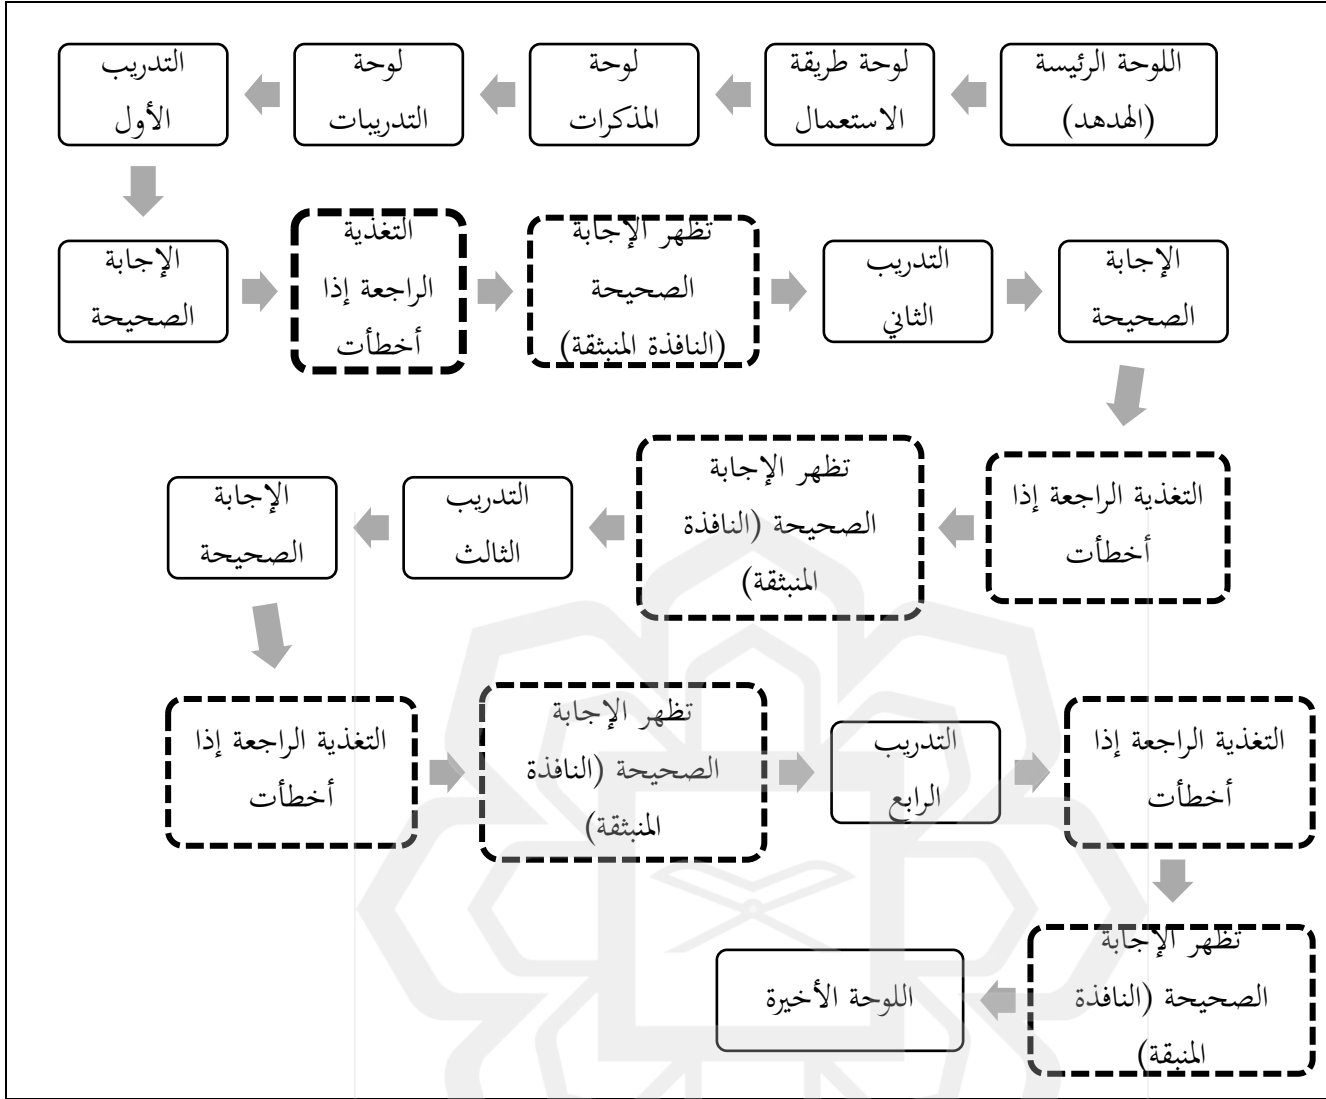 اللوحة الرئيسة
(الهدهد)
لوحة طريقة
الاستعمال
لوحة
المذكرات
لوحة
التدريبات
التدريب
الأول
الإجابة
الصحيحة
التغذية
الراجعة إذا
أخطأت
تظهر الإجابة
الصحيحة
(النافذة المنبثقة)
التدريب
الثاني
الإجابة
الصحيحة
التغذية الراجعة إذا
أخطأت
تظهر الإجابة
الصحيحة (النافذة
المنبثقة)
التدريب
الثالث
الإجابة
الصحيحة
التغذية الراجعة إذا
أخطأت
تظهر الإجابة
الصحيحة (النافذة
المنبثقة)
التدريب
الرابع
التغذية الراجعة إذا
أخطأت
تظهر الإجابة
الصحيحة (النافذة
المنبقة)
اللوحة الأخيرة